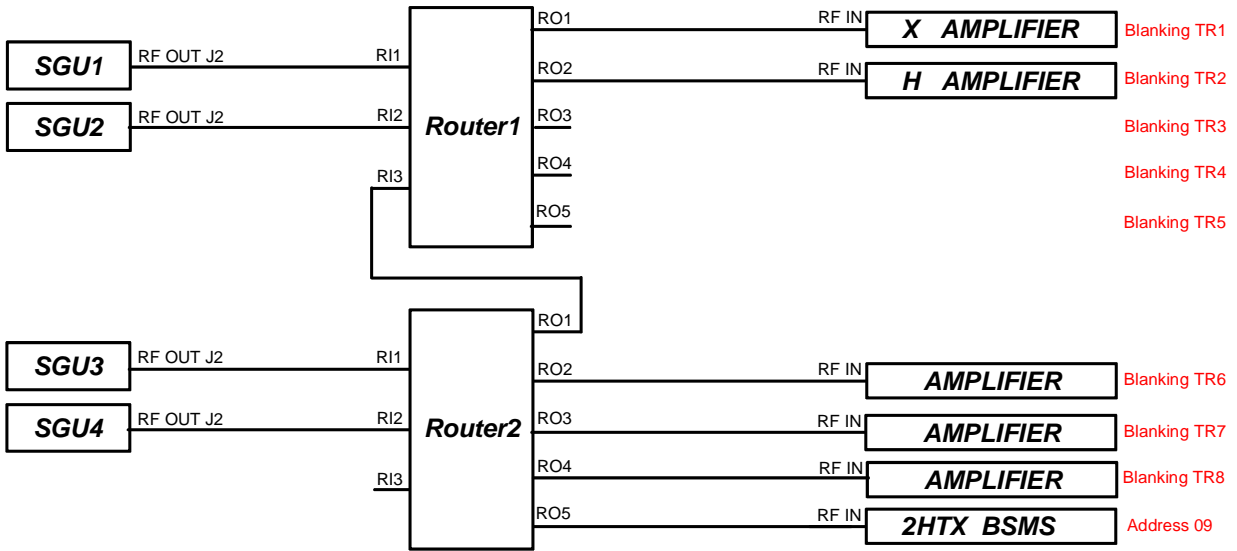 RO1 RF IN X AMPLIFIER Blanking TR1
SGU1 RF OUT J2 RI1 RO2 RF IN H AMPLIFIER Blanking TR2
SGU2 RF OUT J2 RI2 Router1 RO3 Blanking TR3
RI3 RO4 Blanking TR4
RO5 Blanking TR5
RO1
SGU3 RF OUT J2 RI1 RO2 RF IN AMPLIFIER Blanking TR6
SGU4 RF OUT J2 RI2 Router2 RO3 RF IN AMPLIFIER Blanking TR7
RI3 RO4 RF IN AMPLIFIER Blanking TR8
RO5 RF IN 2HTX BSMS Address 09